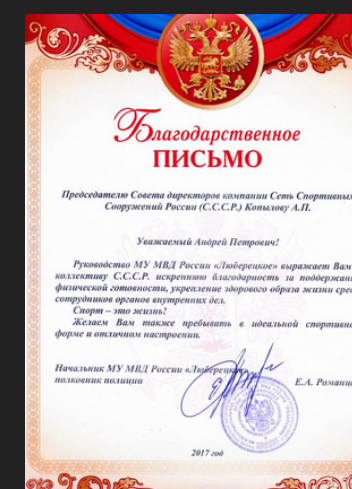 Благодарственное
ПИСЬМО
Председателю Совета директоров компании Сеть Спортивных
Сооружений России (С.С.С.Р.) Копылову А.П.
Уважаемый Андрей Петрович!
Руководство МУ МВД России «Люберецкое» выражает Вам
коллективу С.С.С.Р. искреннюю благодарность за поддержан
физической готовности, укрепление здорового образа жизни сред
сотрудников органов внутренних дел.
Спорт – это жизнь!
Желаем Вам также пребывать в идеальной спортивно
форме и отличном настроении.
Начальник МУ МВД России «Люберецкое»
полковник полиции Е.А. Романц
2017 год